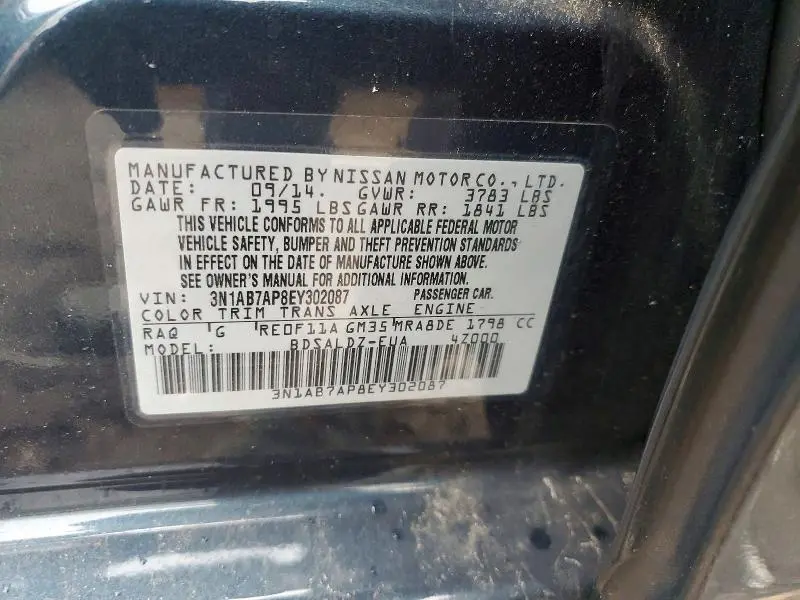 MANUFACTURED BY NISSAN MOTOR CO., LTD.
DATE: 09/14. GVWR: 3783 LBS
GAWR FR: 1995 LBS GAWR RR: 1841 LBS
THIS VEHICLE CONFORMS TO ALL APPLICABLE FEDERAL MOTOR
VEHICLE SAFETY, BUMPER AND THEFT PREVENTION STANDARDS
IN EFFECT ON THE DATE OF MANUFACTURE SHOWN ABOVE.
SEE OWNER'S MANUAL FOR ADDITIONAL INFORMATION.
VIN: 3N1AB7AP8EY302087 PASSENGER CAR.
COLOR TRIM TRANS AXLE ENGINE
RAQ G RE0F11A GM35 MRA8DE 1798 CC
MODEL: BDSALDZ-EUA 4Z000
3N1AB7AP8EY302087